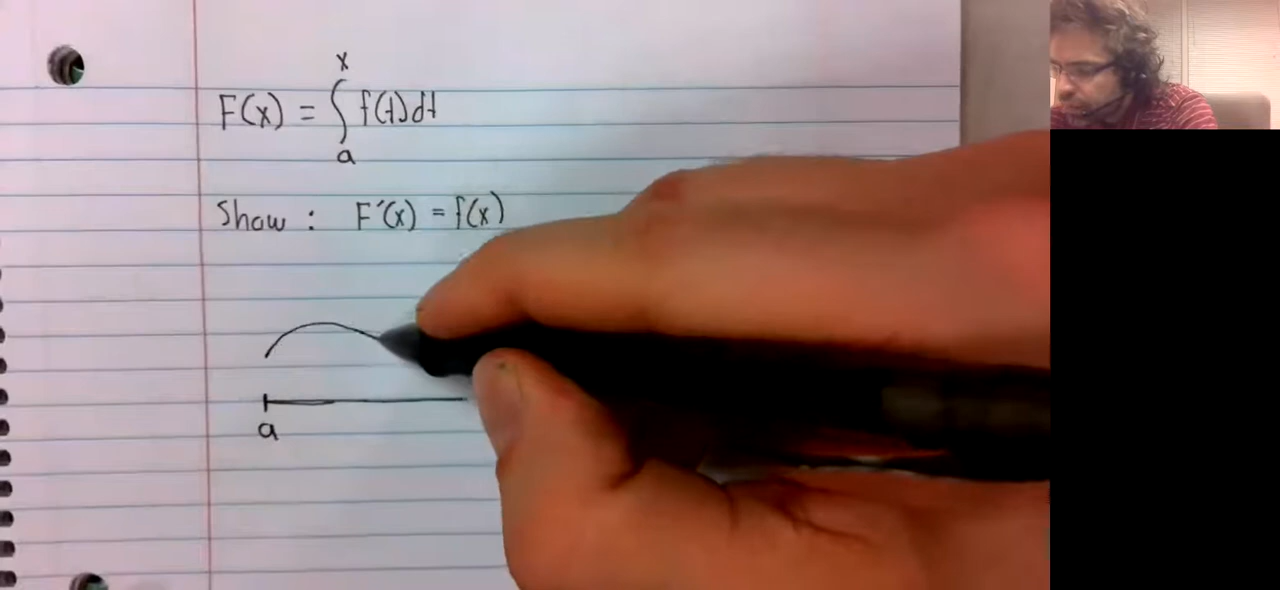 F(x) = ∫ₐˣ f(t)dt
Show : F′(x) = f(x)
a